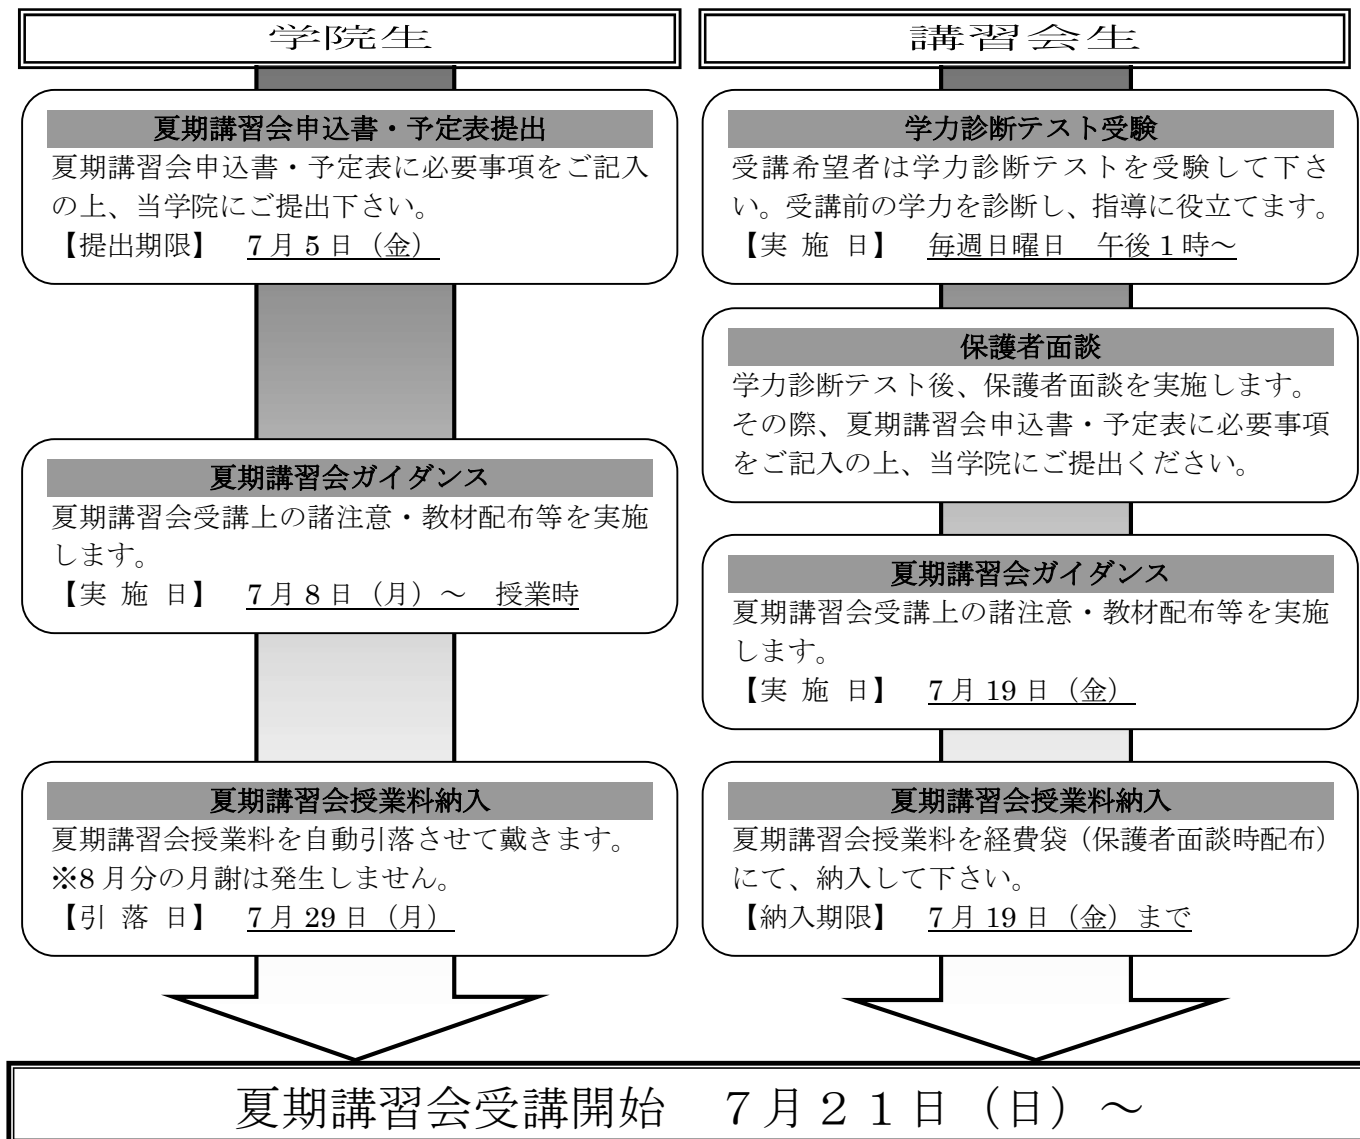 学院生
夏期講習会申込書・予定表提出
夏期講習会申込書・予定表に必要事項をご記入
の上、当学院にご提出下さい。
【提出期限】　7月5日（金）
夏期講習会ガイダンス
夏期講習会受講上の諸注意・教材配布等を実施
します。
【実 施 日】　7月8日（月）～　授業時
夏期講習会授業料納入
夏期講習会授業料を自動引落させて戴きます。
※8月分の月謝は発生しません。
【引 落 日】　7月29日（月）
講習会生
学力診断テスト受験
受講希望者は学力診断テストを受験して下さ
い。受講前の学力を診断し、指導に役立てます。
【実 施 日】　毎週日曜日　午後1時～
保護者面談
学力診断テスト後、保護者面談を実施します。
その際、夏期講習会申込書・予定表に必要事項
をご記入の上、当学院にご提出ください。
夏期講習会ガイダンス
夏期講習会受講上の諸注意・教材配布等を実施
します。
【実 施 日】　7月19日（金）
夏期講習会授業料納入
夏期講習会授業料を経費袋（保護者面談時配布）
にて、納入して下さい。
【納入期限】　7月19日（金）まで
夏期講習会受講開始　７月２１日（日）～